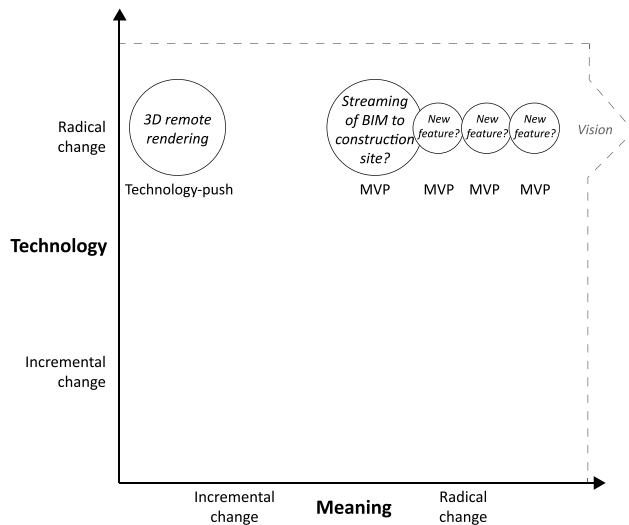 3D remote
rendering
Technology-push
Streaming
of BIM to
construction
site?
MVP
New
feature?
MVP
New
feature?
MVP
New
feature?
MVP
Vision
Radical
change
Technology
Incremental
change
Incremental
change
Meaning
Radical
change